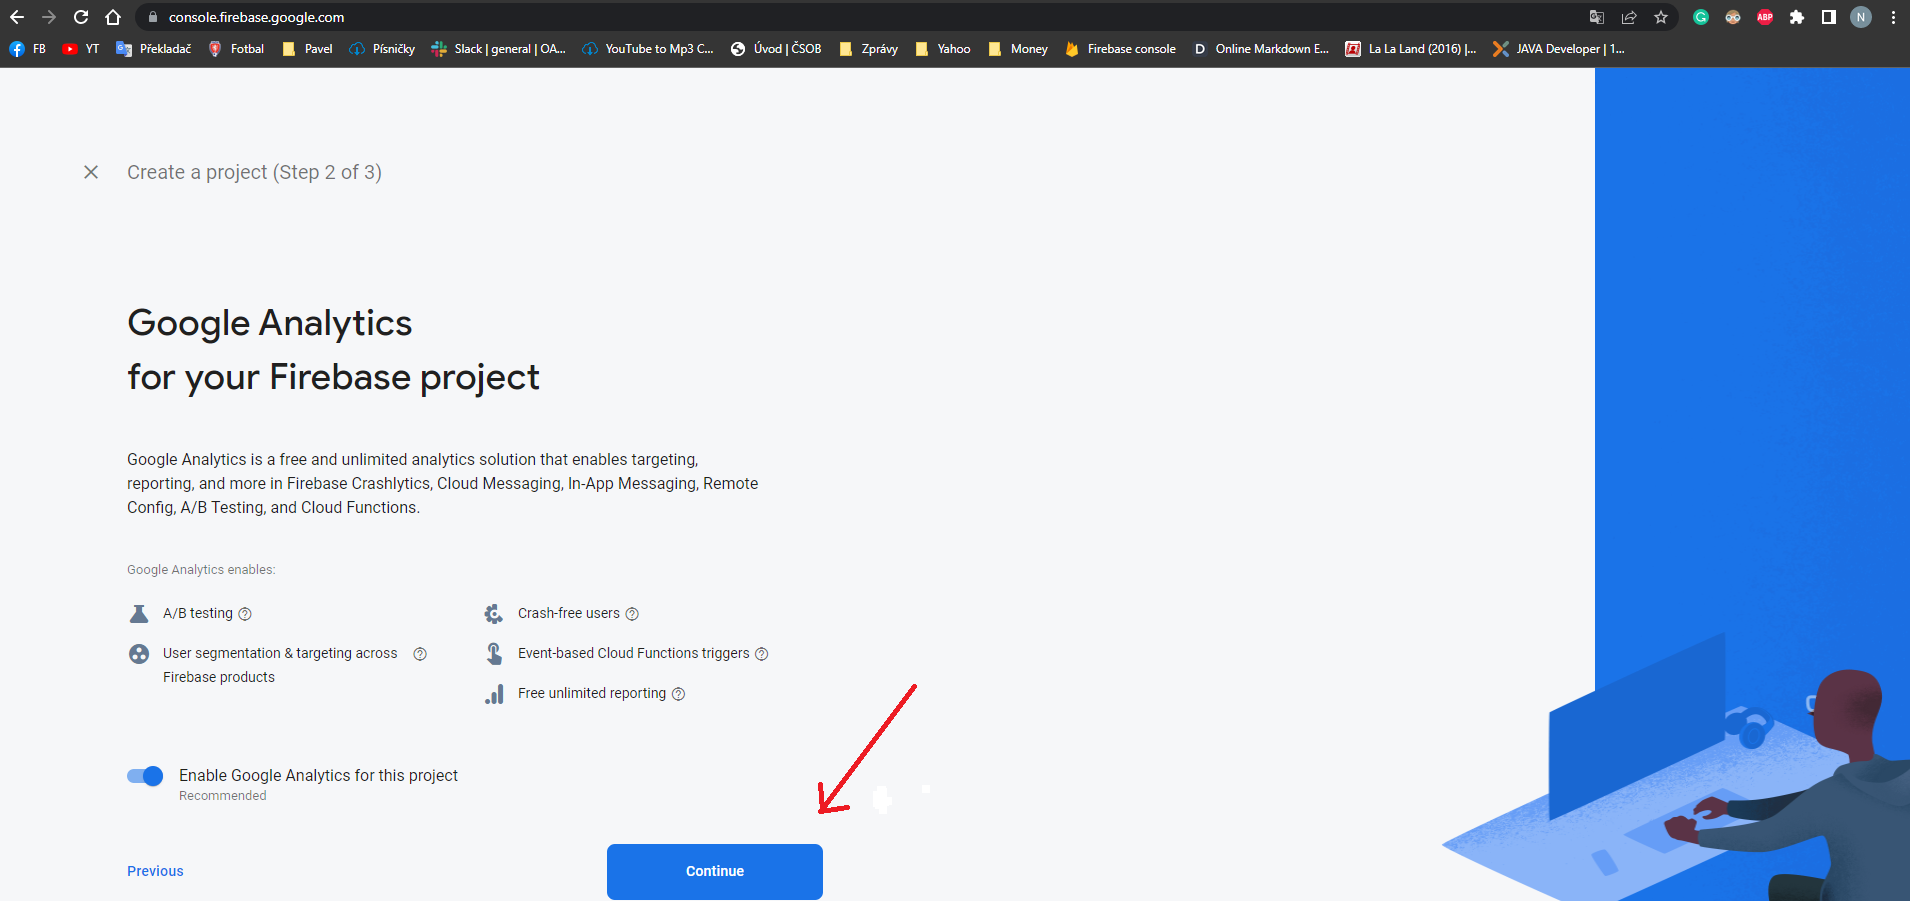 console.firebase.google.com
N
FB YT Překladač Fotbal Pavel Písničky Slack | general | OA... YouTube to Mp3 C... Úvod | ČSOB Zprávy Yahoo Money Firebase console Online Markdown E... La La Land (2016) |... JAVA Developer | 1...
Create a project (Step 2 of 3)
Google Analytics
for your Firebase project
Google Analytics is a free and unlimited analytics solution that enables targeting,
reporting, and more in Firebase Crashlytics, Cloud Messaging, In-App Messaging, Remote
Config, A/B Testing, and Cloud Functions.
Google Analytics enables:
A/B testing
User segmentation & targeting across
Firebase products
Crash-free users
Event-based Cloud Functions triggers
Free unlimited reporting
Enable Google Analytics for this project
Recommended
Previous
Continue